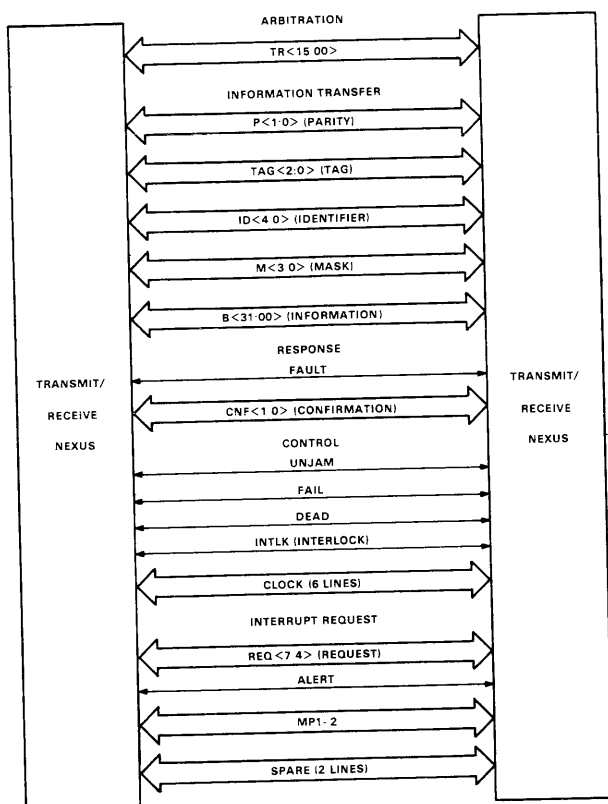 ARBITRATION
TR<15 00>
INFORMATION TRANSFER
P<1·0> (PARITY)
TAG<2:0> (TAG)
ID<4 0> (IDENTIFIER)
M<3 0> (MASK)
B<31·00> (INFORMATION)
RESPONSE
FAULT
TRANSMIT/
RECEIVE
NEXUS
TRANSMIT/
RECEIVE
NEXUS
CNF<1 0> (CONFIRMATION)
CONTROL
UNJAM
FAIL
DEAD
INTLK (INTERLOCK)
CLOCK (6 LINES)
INTERRUPT REQUEST
REQ<7 4> (REQUEST)
ALERT
MP1-2
SPARE (2 LINES)